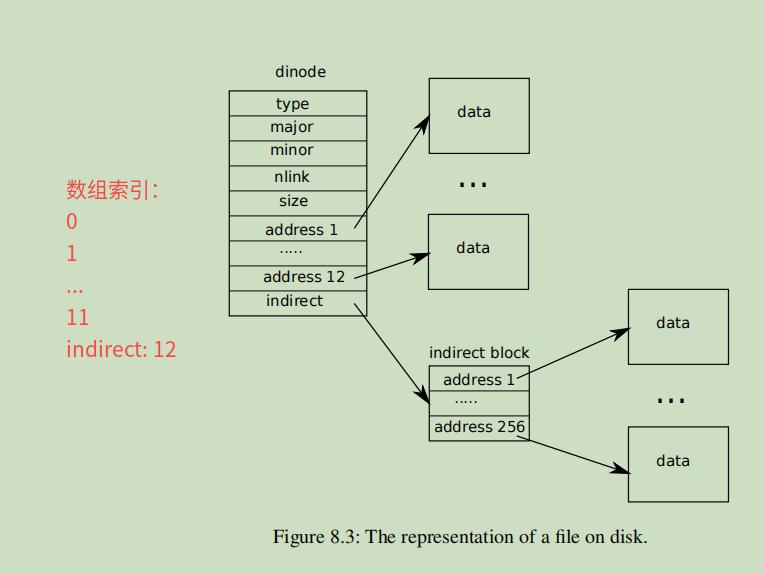 dinode
type
major
minor
nlink
size
address 1
.....
address 12
indirect
数组索引：
0
1
...
11
indirect: 12
data
...
data
indirect block
address 1
.....
address 256
data
...
data
Figure 8.3: The representation of a file on disk.